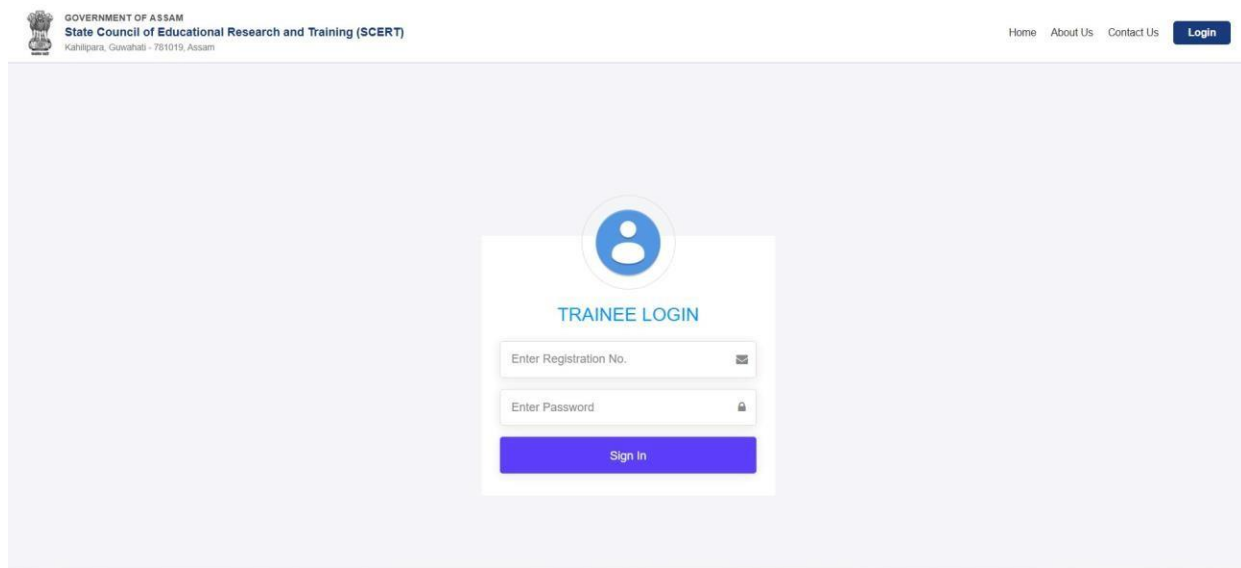 GOVERNMENT OF ASSAM
State Council of Educational Research and Training (SCERT)
Kahilipara, Guwahati - 781019, Assam
Home About Us Contact Us Login
TRAINEE LOGIN
Enter Registration No.
Enter Password
Sign In